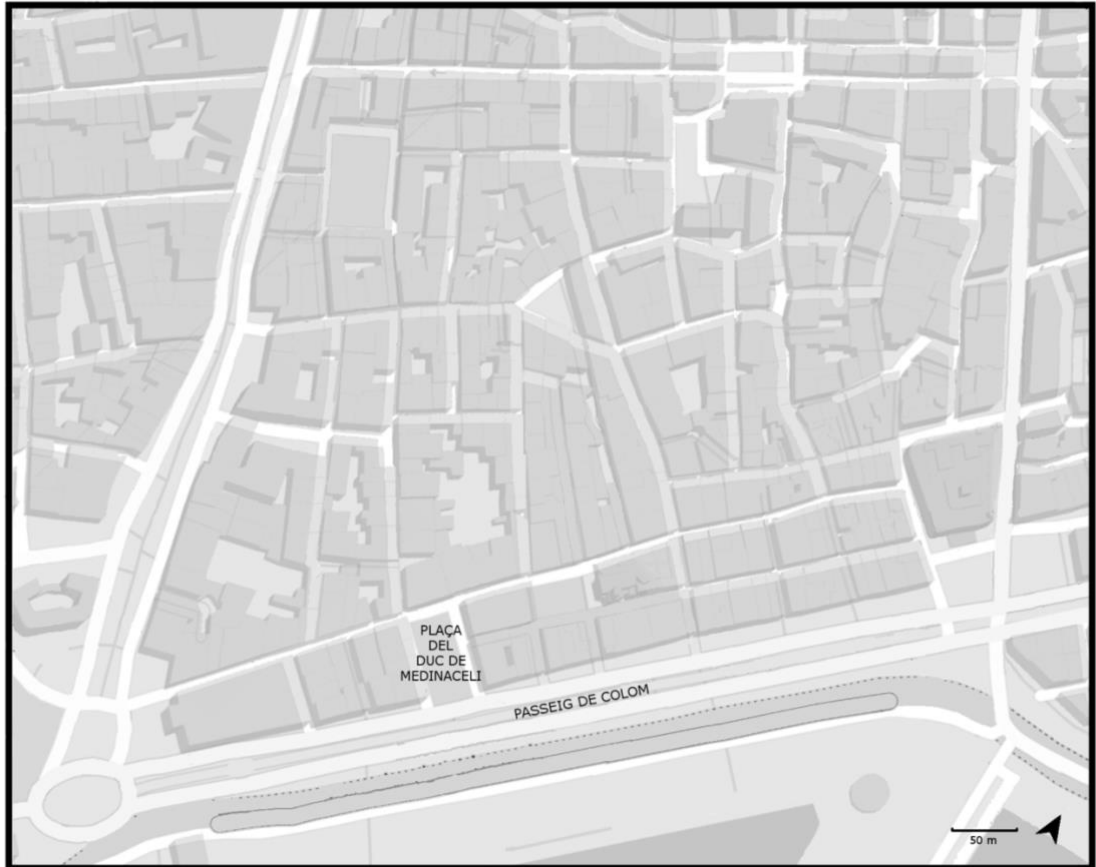 PLAÇA
DEL
DUC DE
MEDINACELI
PASSEIG DE COLOM
50 m